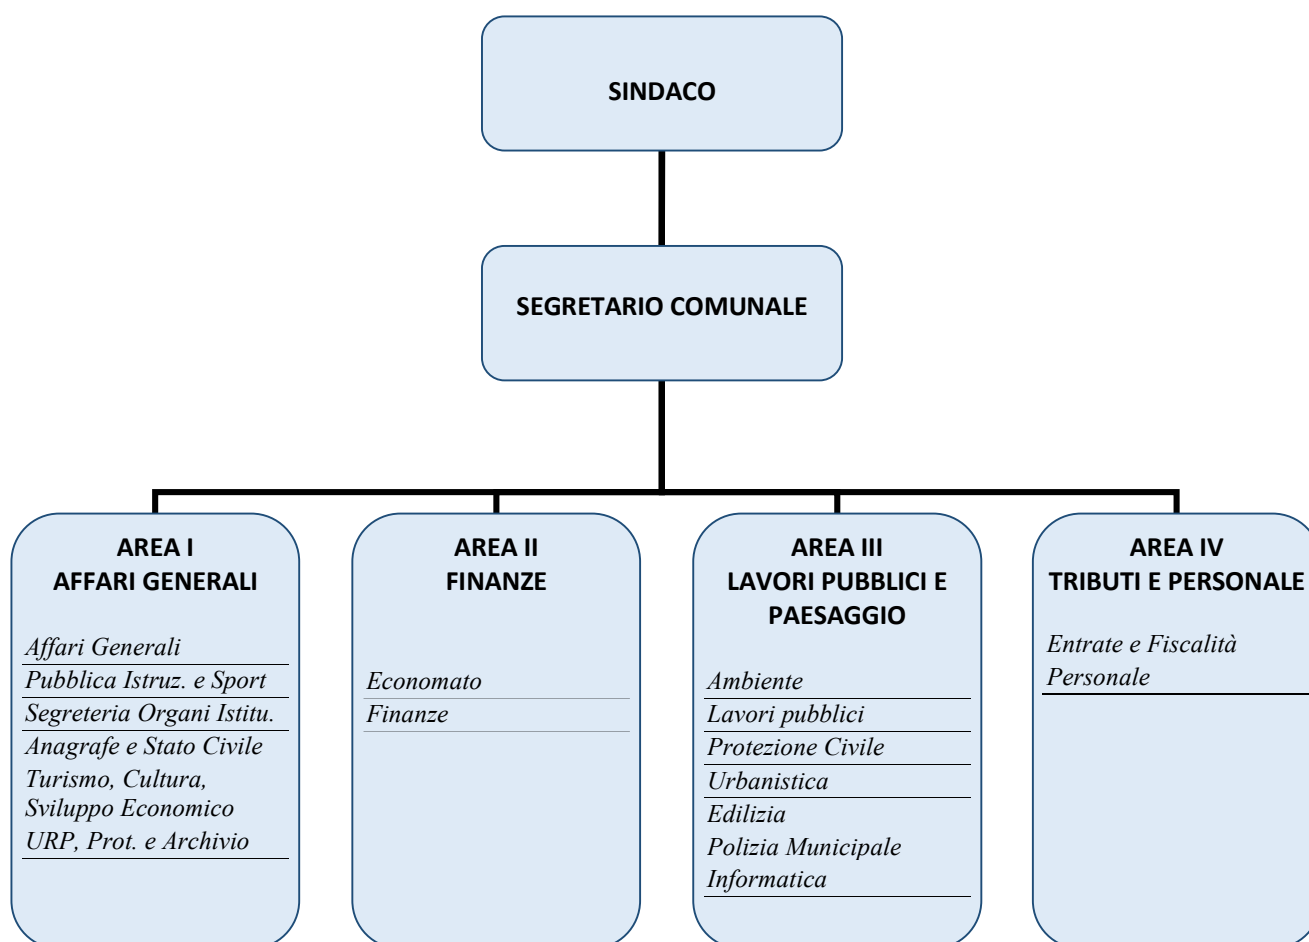 SINDACO
SEGRETARIO COMUNALE
AREA I
AFFARI GENERALI
Affari Generali
Pubblica Istruz. e Sport
Segreteria Organi Istitu.
Anagrafe e Stato Civile
Turismo, Cultura,
Sviluppo Economico
URP, Prot. e Archivio
AREA II
FINANZE
Economato
Finanze
AREA III
LAVORI PUBBLICI E
PAESAGGIO
Ambiente
Lavori pubblici
Protezione Civile
Urbanistica
Edilizia
Polizia Municipale
Informatica
AREA IV
TRIBUTI E PERSONALE
Entrate e Fiscalità
Personale